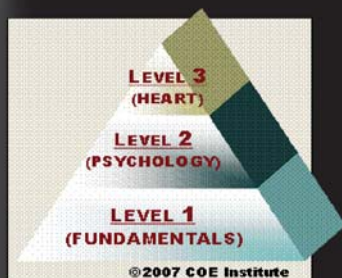 LEVEL 3
(HEART)
LEVEL 2
(PSYCHOLOGY)
LEVEL 1
(FUNDAMENTALS)
©2007 COE Institute